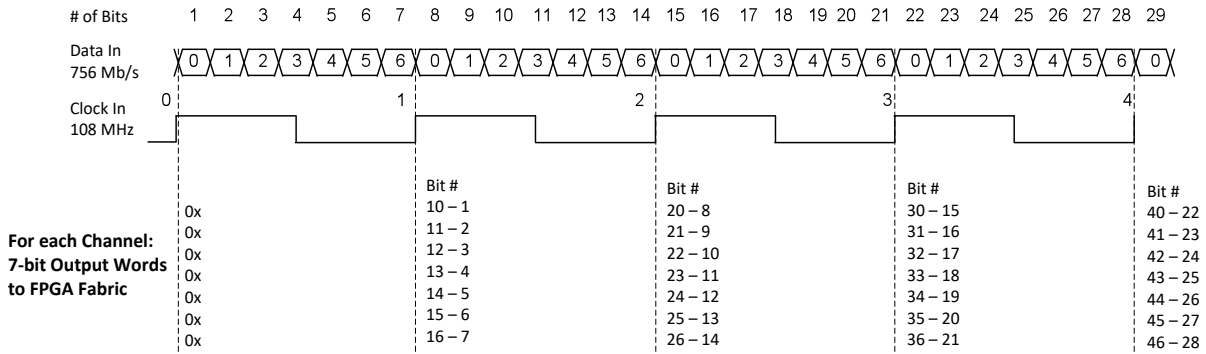 # of Bits 1 2 3 4 5 6 7 8 9 10 11 12 13 14 15 16 17 18 19 20 21 22 23 24 25 26 27 28 29
Data In
756 Mb/s
0 1 2 3 4 5 6 0 1 2 3 4 5 6 0 1 2 3 4 5 6 0 1 2 3 4 5 6 0
Clock In
108 MHz
0 1 2 3 4
For each Channel:
7-bit Output Words
to FPGA Fabric
0x
0x
0x
0x
0x
0x
0x
Bit #
10 – 1
11 – 2
12 – 3
13 – 4
14 – 5
15 – 6
16 – 7
Bit #
20 – 8
21 – 9
22 – 10
23 – 11
24 – 12
25 – 13
26 – 14
Bit #
30 – 15
31 – 16
32 – 17
33 – 18
34 – 19
35 – 20
36 – 21
Bit #
40 – 22
41 – 23
42 – 24
43 – 25
44 – 26
45 – 27
46 – 28